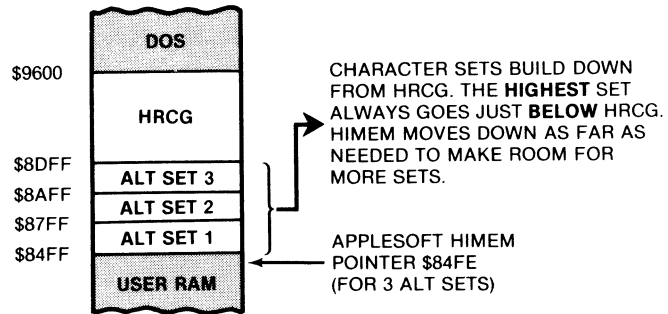 DOS
$9600
HRCG
$8DFF
ALT SET 3
$8AFF
ALT SET 2
$87FF
ALT SET 1
$84FF
USER RAM
CHARACTER SETS BUILD DOWN
FROM HRCG. THE HIGHEST SET
ALWAYS GOES JUST BELOW HRCG.
HIMEM MOVES DOWN AS FAR AS
NEEDED TO MAKE ROOM FOR
MORE SETS.
APPLESOFT HIMEM
POINTER $84FE
(FOR 3 ALT SETS)